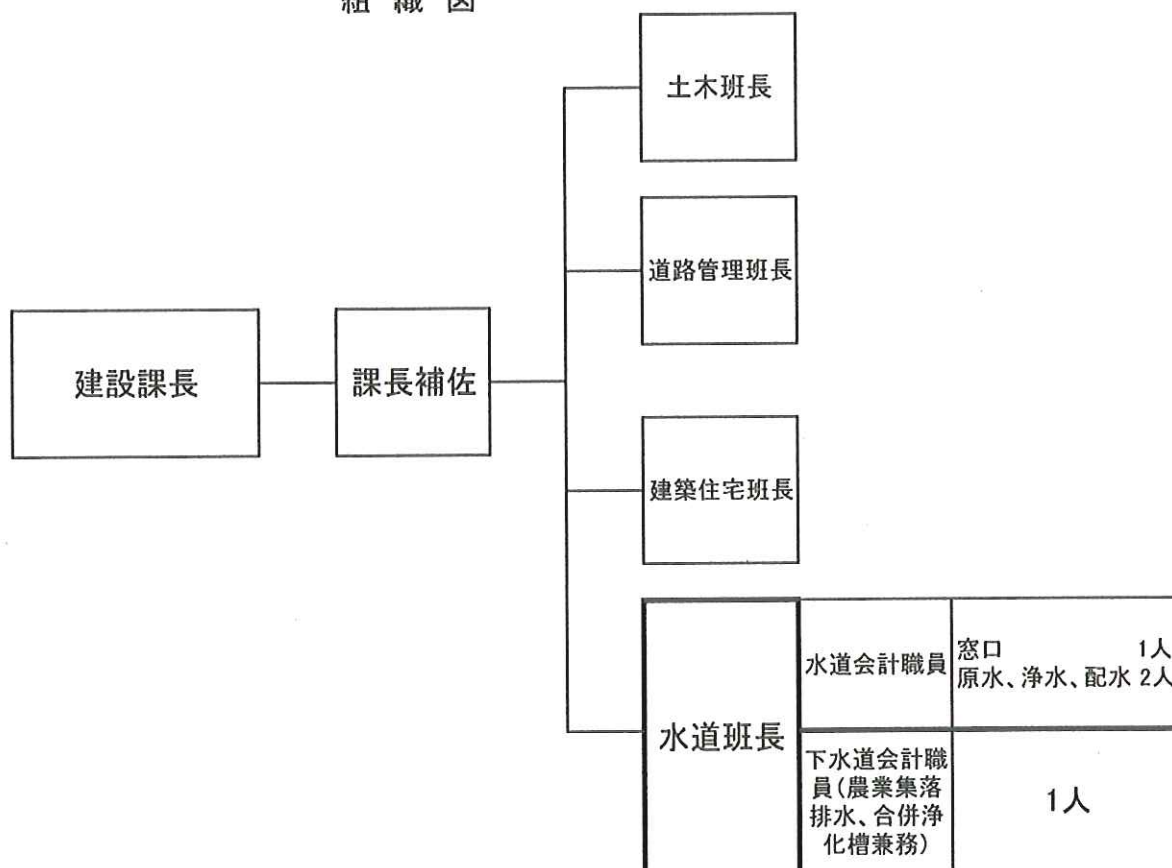 組 織 図
土木班長
道路管理班長
建設課長
課長補佐
建築住宅班長
水道班長
水道会計職員
窓口 1人
原水、浄水、配水 2人
下水道会計職
員(農業集落
排水、合併浄
化槽兼務)
1人